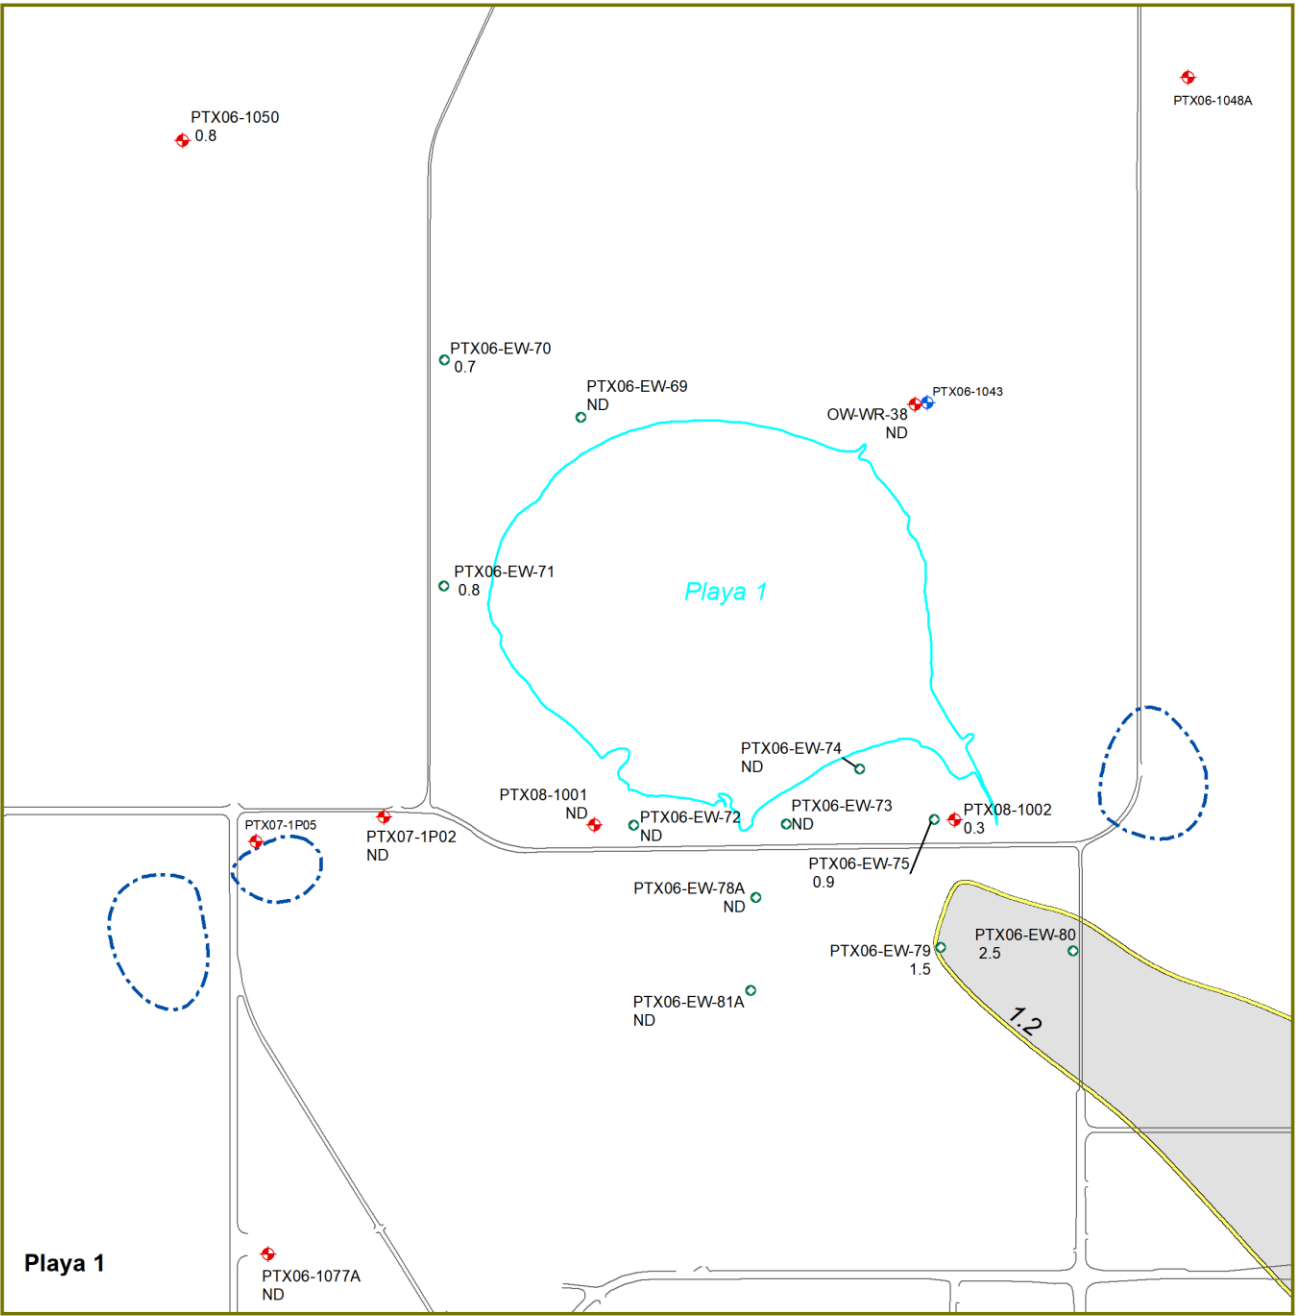 PTX06-1048A
PTX06-1050
0.8
PTX06-EW-70
0.7
PTX06-EW-69
ND
PTX06-1043
OW-WR-38
ND
PTX06-EW-71
0.8
Playa 1
PTX06-EW-74
ND
PTX08-1001
ND
PTX06-EW-72
ND
PTX06-EW-73
ND
PTX08-1002
0.3
PTX07-1P05
PTX07-1P02
ND
PTX06-EW-75
0.9
PTX06-EW-78A
ND
PTX06-EW-79
1.5
PTX06-EW-80
2.5
PTX06-EW-81A
ND
1.2
Playa 1
PTX06-1077A
ND